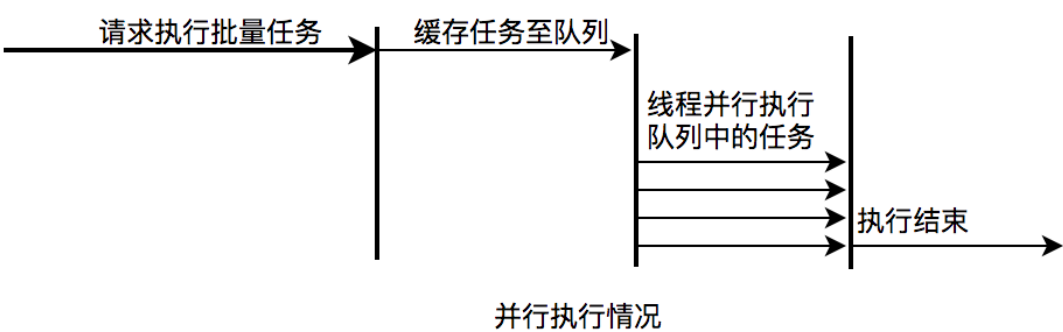 请求执行批量任务
缓存任务至队列
线程并行执行
队列中的任务
执行结束
并行执行情况